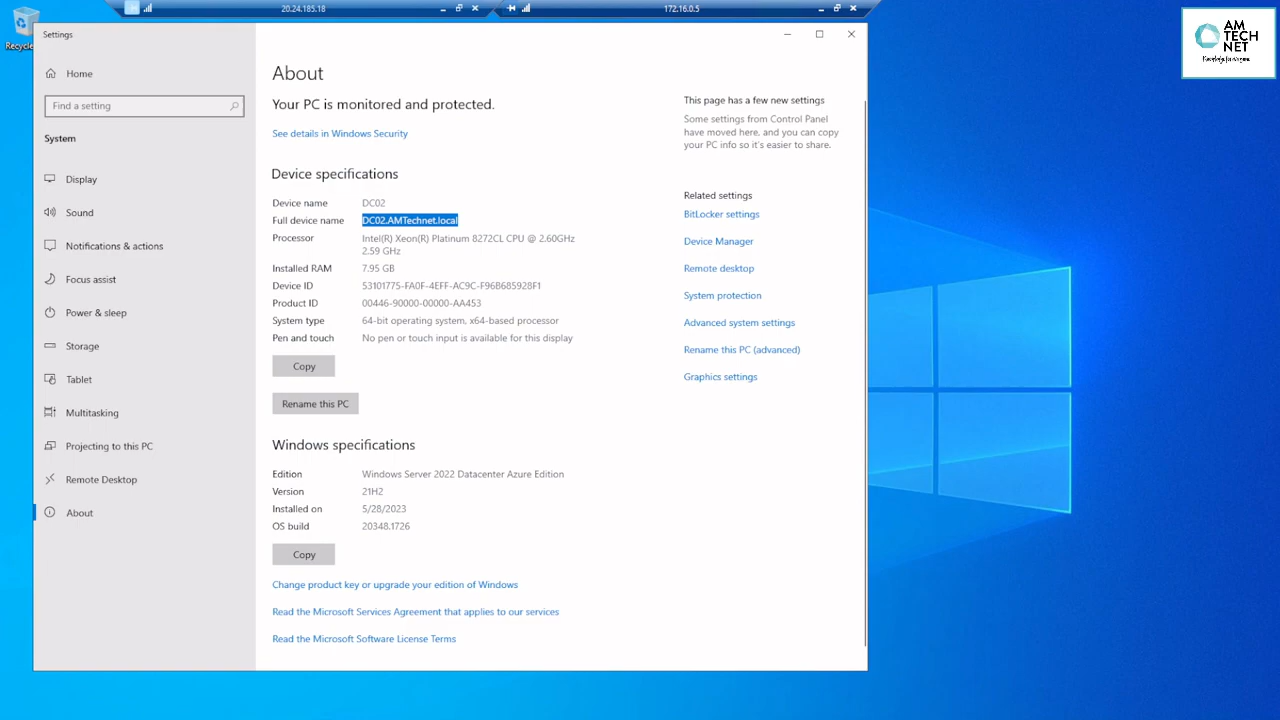 20.24.185.18
172.16.0.5
Recycle
AM
TECH
NET
Knowledge for everyone
Settings
Home
Find a setting
System
Display
Sound
Notifications & actions
Focus assist
Power & sleep
Storage
Tablet
Multitasking
Projecting to this PC
Remote Desktop
About
About
Your PC is monitored and protected.
See details in Windows Security
Device specifications
Device name DC02
Full device name DC02.AMTechnet.local
Processor Intel(R) Xeon(R) Platinum 8272CL CPU @ 2.60GHz
2.59 GHz
Installed RAM 7.95 GB
Device ID 53101775-FA0F-4EFF-AC9C-F96B685928F1
Product ID 00446-90000-00000-AA453
System type 64-bit operating system, x64-based processor
Pen and touch No pen or touch input is available for this display
Copy
Rename this PC
Windows specifications
Edition Windows Server 2022 Datacenter Azure Edition
Version 21H2
Installed on 5/28/2023
OS build 20348.1726
Copy
Change product key or upgrade your edition of Windows
Read the Microsoft Services Agreement that applies to our services
Read the Microsoft Software License Terms
This page has a few new settings
Some settings from Control Panel
have moved here, and you can copy
your PC info so it's easier to share.
Related settings
BitLocker settings
Device Manager
Remote desktop
System protection
Advanced system settings
Rename this PC (advanced)
Graphics settings